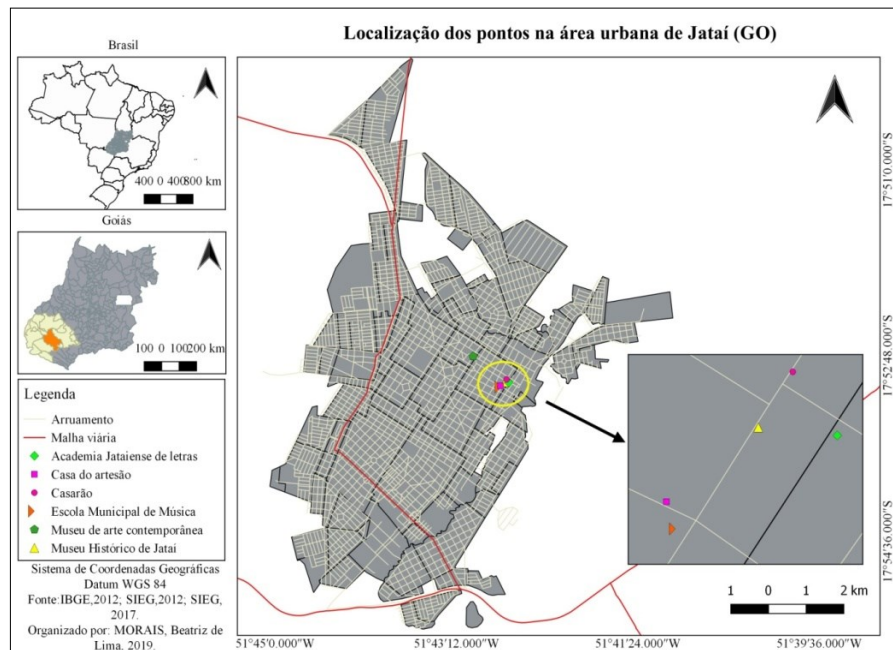 Localização dos pontos na área urbana de Jataí (GO)
Brasil
400 0 400800 km
Goiás
100 0 100200 km
Legenda
Arruamento
Malha viária
Academia Jataiense de letras
Casa do artesão
Casarão
Escola Municipal de Música
Museu de arte contemporânea
Museu Histórico de Jataí
Sistema de Coordenadas Geográficas
Datum WGS 84
Fonte:IBGE,2012; SIEG,2012; SIEG,
2017.
Organizado por: MORAIS, Beatriz de
Lima, 2019.
17°51'0.000"S
17°52'48.000"S
17°54'36.000"S
1 0 1 2 km
51°45'0.000"W
51°43'12.000"W
51°41'24.000"W
51°39'36.000"W